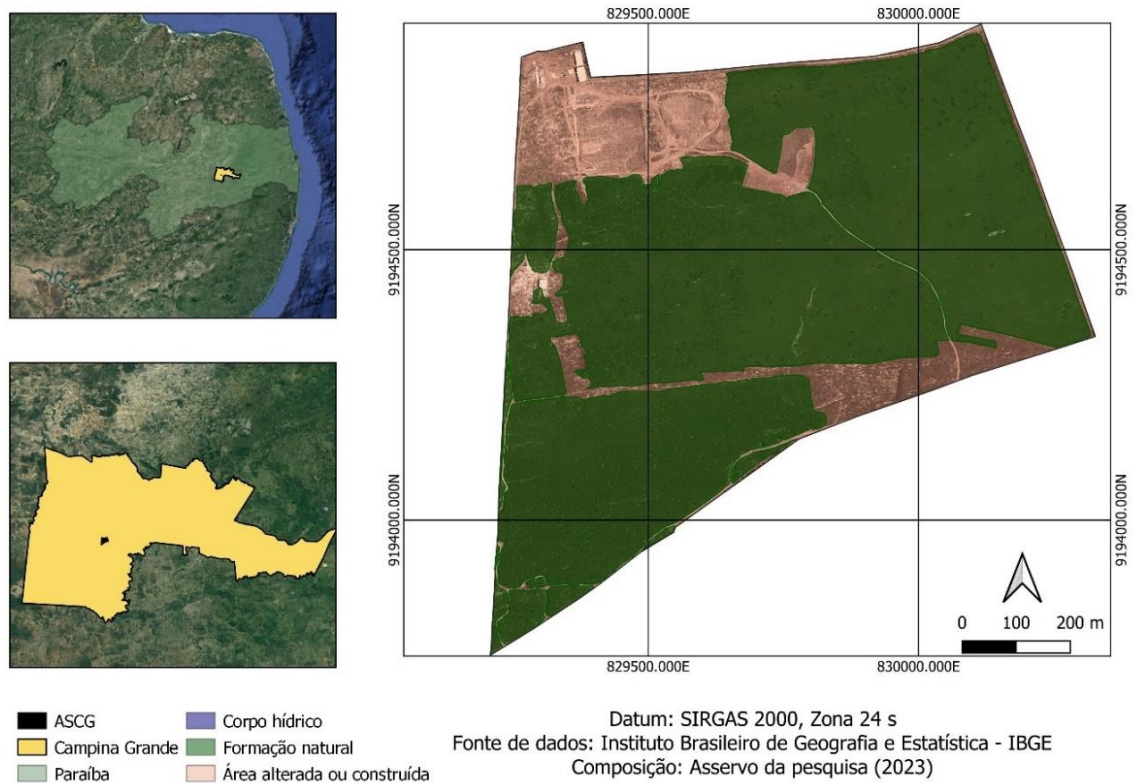 829500.000E
830000.000E
9194500.000N
9194500.000N
9194000.000N
9194000.000N
0 100 200 m
829500.000E
830000.000E
ASCG
Campina Grande
Paraíba
Corpo hídrico
Formação natural
Área alterada ou construída
Datum: SIRGAS 2000, Zona 24 s
Fonte de dados: Instituto Brasileiro de Geografia e Estatística - IBGE
Composição: Asservo da pesquisa (2023)